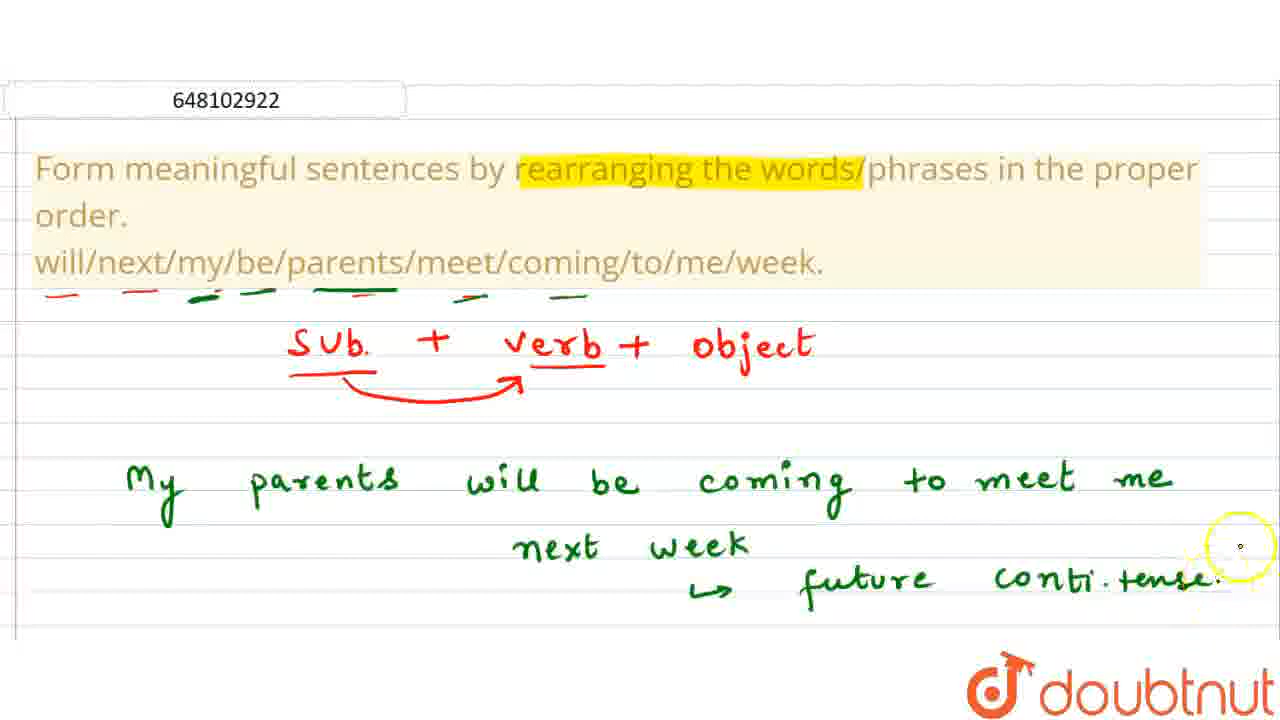 648102922
Form meaningful sentences by rearranging the words/phrases in the proper
order.
will/next/my/be/parents/meet/coming/to/me/week.
Sub. + verb + object
My parents will be coming to meet me
next week
↳ future conti. tense.
doubtnut